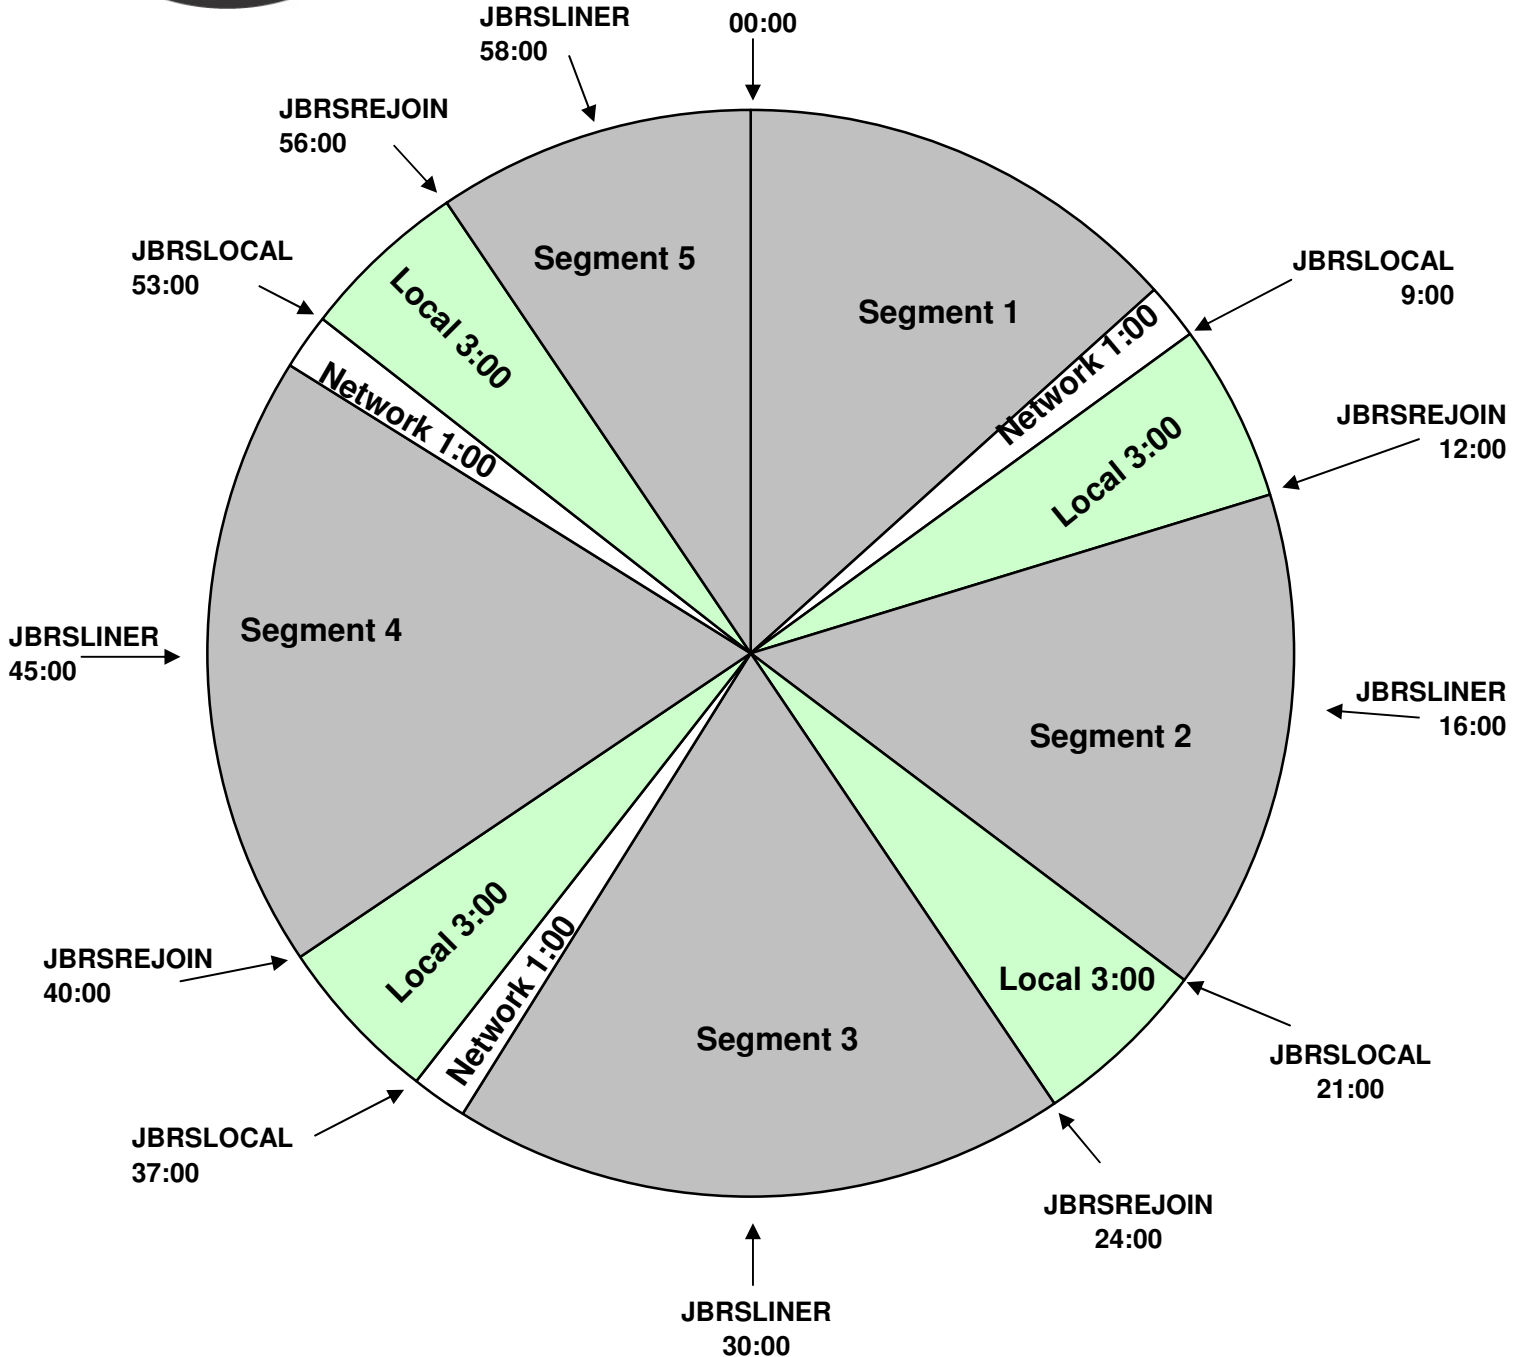 JBRSLINER
58:00
00:00
JBRSREJOIN
56:00
JBRSLOCAL
53:00
JBRSLOCAL
9:00
Segment 5
Segment 1
Local 3:00
Network 1:00
Network 1:00
Local 3:00
JBRSREJOIN
12:00
JBRSLINER
45:00
Segment 4
Segment 2
JBRSLINER
16:00
JBRSREJOIN
40:00
Local 3:00
Network 1:00
Segment 3
Local 3:00
JBRSLOCAL
21:00
JBRSLOCAL
37:00
JBRSREJOIN
24:00
JBRSLINER
30:00